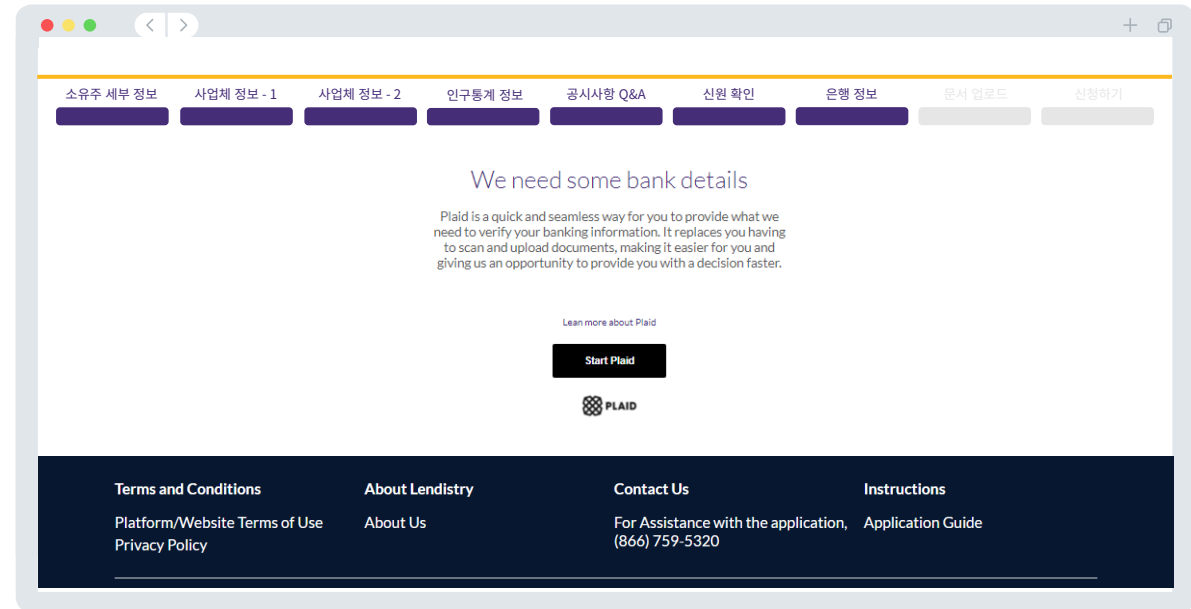 소유주 세부 정보 사업체 정보 - 1 사업체 정보 - 2 인구통계 정보 공시사항 Q&A 신원 확인 은행 정보 문서 업로드 신청하기
We need some bank details
Plaid is a quick and seamless way for you to provide what we
need to verify your banking information. It replaces you having
to scan and upload documents, making it easier for you and
giving us an opportunity to provide you with a decision faster.
Lean more about Plaid
Start Plaid
PLAID
Terms and Conditions
Platform/Website Terms of Use
Privacy Policy
About Lendistry
About Us
Contact Us
For Assistance with the application,
(866) 759-5320
Instructions
Application Guide